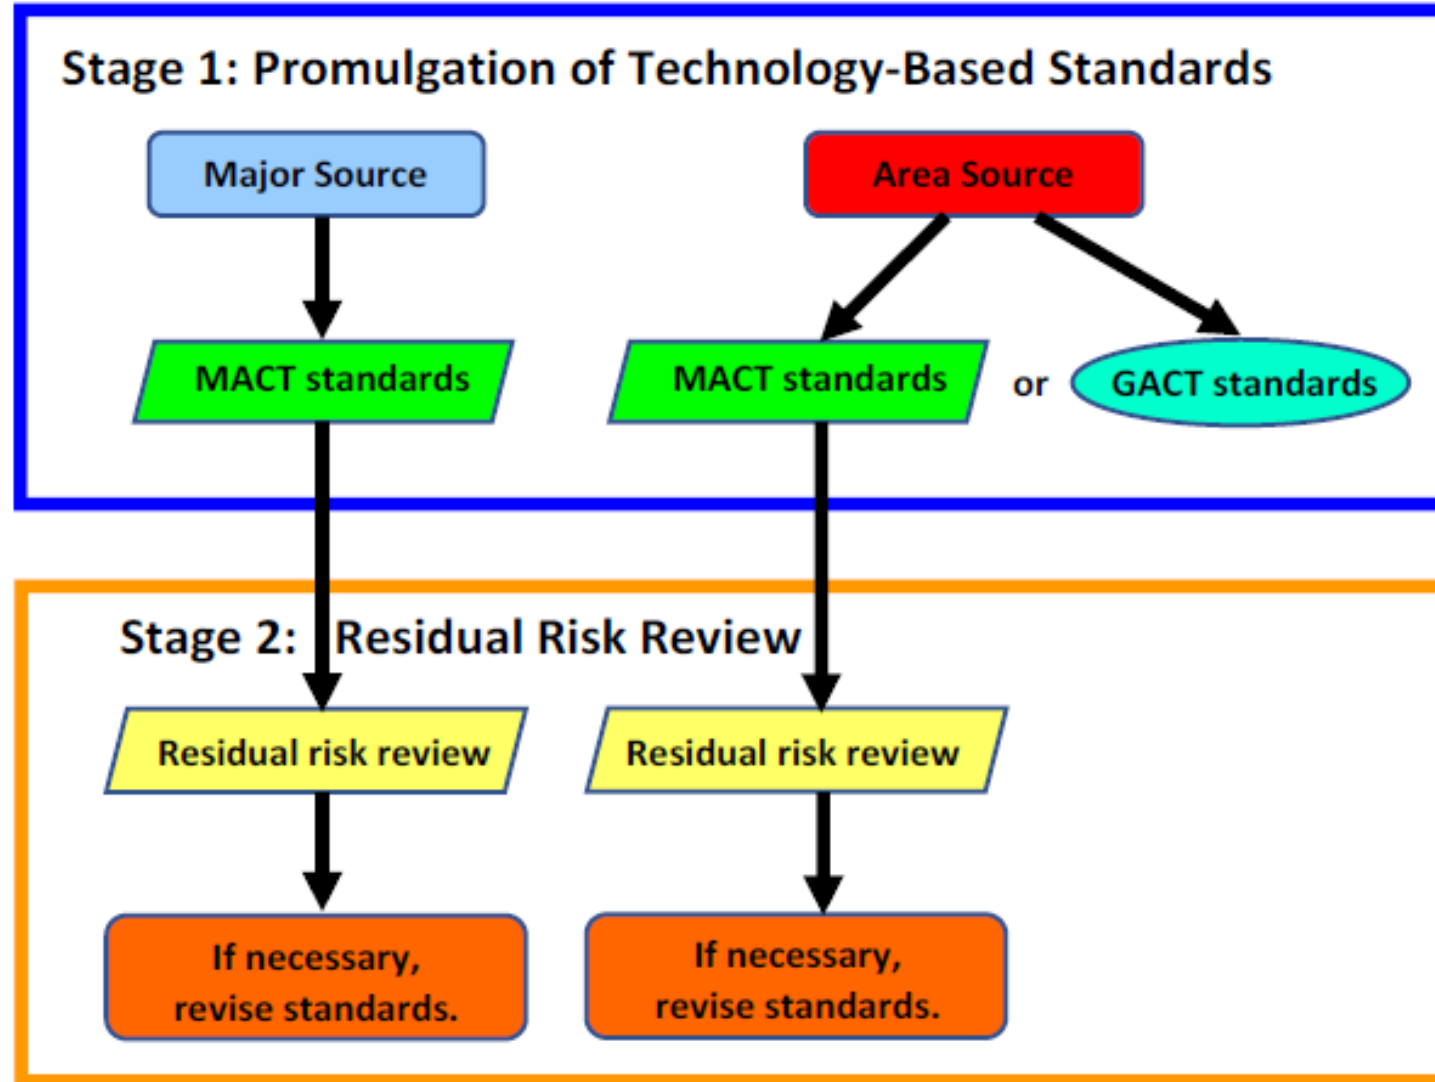 Stage 1: Promulgation of Technology-Based Standards
Major Source
Area Source
MACT standards
MACT standards
or
GACT standards
Stage 2: Residual Risk Review
Residual risk review
Residual risk review
If necessary,
revise standards.
If necessary,
revise standards.